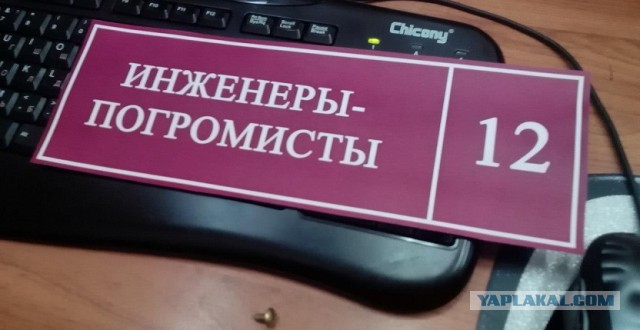 Chicony
ИНЖЕНЕРЫ-
ПОГРОМИСТЫ
12
YAPLAKAL.COM